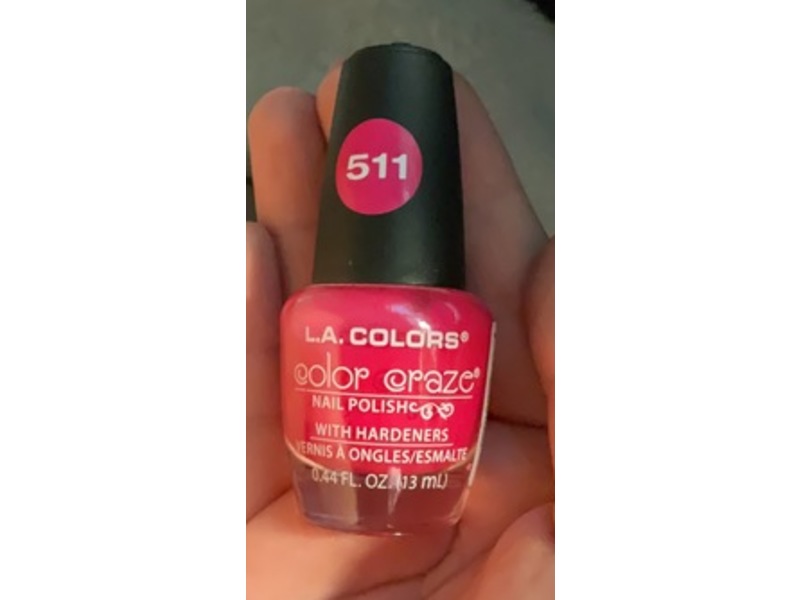 511
L.A. COLORS®
color craze®
NAIL POLISH
WITH HARDENERS
VERNIS À ONGLES/ESMALTE
0.44 FL. OZ. (13 mL)